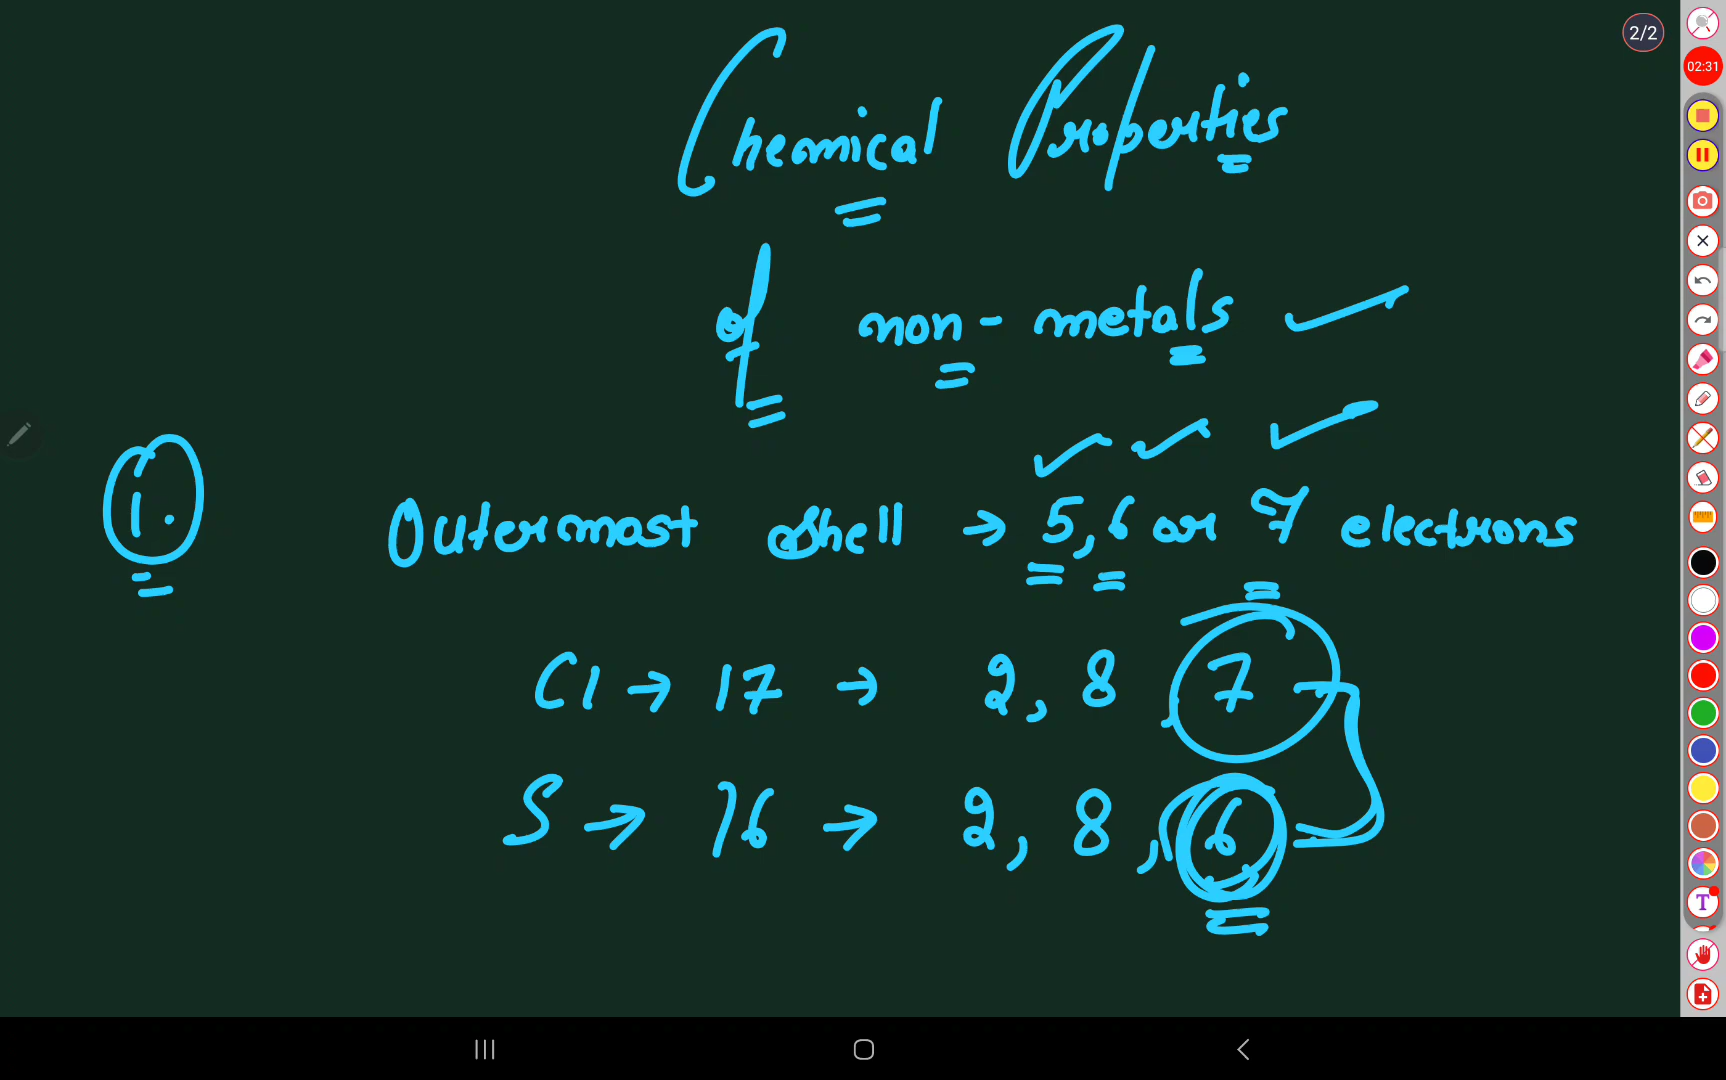 2/2
02:31
Chemical Properties
of non-metals
1. Outermost shell → 5, 6 or 7 electrons
Cl → 17 → 2, 8 7
S → 16 → 2, 8, 6
T